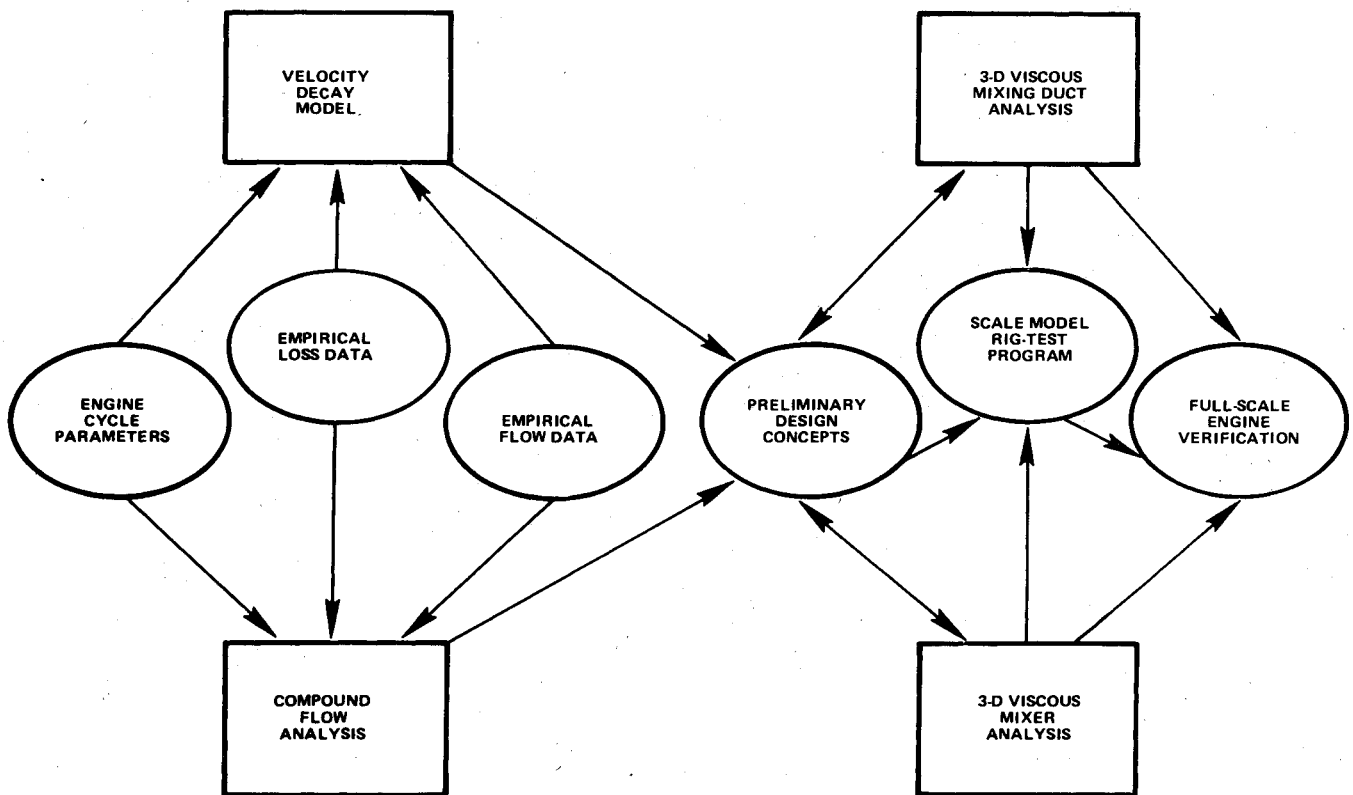 VELOCITY
DECAY
MODEL
3-D VISCOUS
MIXING DUCT
ANALYSIS
EMPIRICAL
LOSS DATA
SCALE MODEL
RIG-TEST
PROGRAM
ENGINE
CYCLE
PARAMETERS
EMPIRICAL
FLOW DATA
PRELIMINARY
DESIGN
CONCEPTS
FULL-SCALE
ENGINE
VERIFICATION
COMPOUND
FLOW
ANALYSIS
3-D VISCOUS
MIXER
ANALYSIS